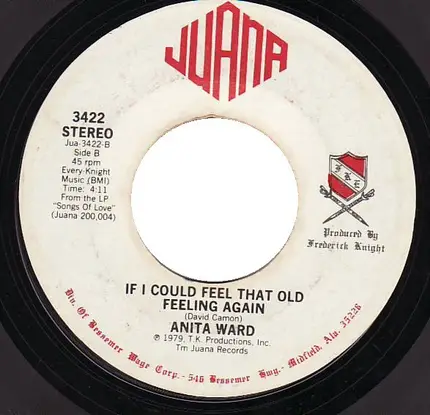 JUANA
3422
STEREO
Jua-3422-B
Side B
45 rpm
Every-Knight
Music (BMI)
Time: 4:11
From the LP
"Songs Of Love"
(Juana 200,004)
FKE
Produced By
Frederick Knight
IF I COULD FEEL THAT OLD
FEELING AGAIN
(David Camon)
ANITA WARD
℗ 1979, T.K. Productions, Inc.
Tm Juana Records
Div. Of Bessemer Wage Corp. - 546 Bessemer Hwy. - Midfield, Ala. 35228